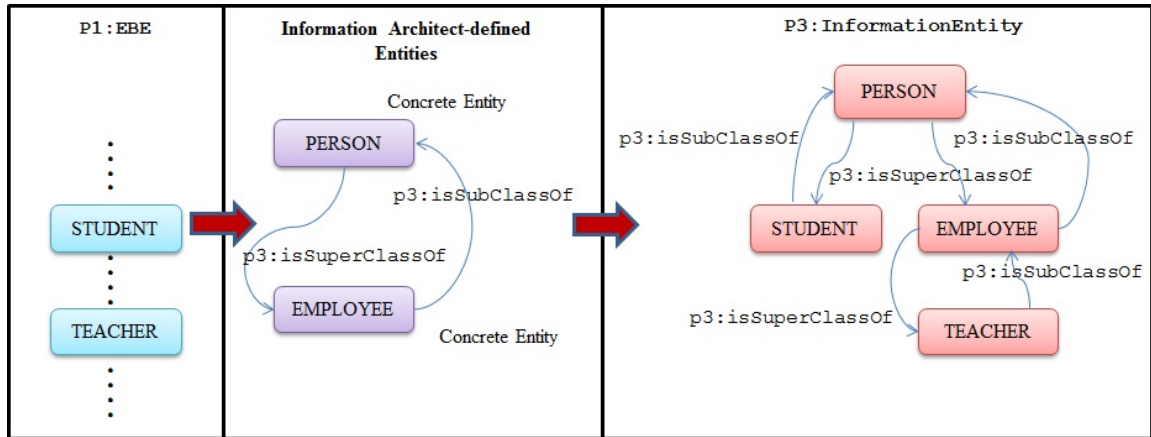 P1:EBE
STUDENT
TEACHER
Information Architect-defined
Entities
Concrete Entity
PERSON
p3:isSubClassOf
p3:isSuperClassOf
EMPLOYEE
Concrete Entity
P3:InformationEntity
PERSON
p3:isSubClassOf
p3:isSubClassOf
p3:isSuperClassOf
STUDENT
EMPLOYEE
p3:isSubClassOf
p3:isSuperClassOf
TEACHER